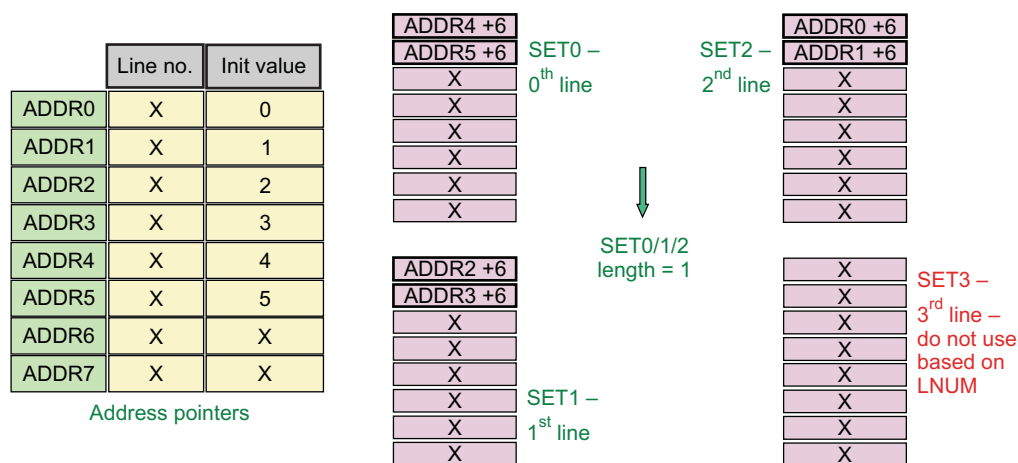 Line no. Init value
ADDR0 X 0
ADDR1 X 1
ADDR2 X 2
ADDR3 X 3
ADDR4 X 4
ADDR5 X 5
ADDR6 X X
ADDR7 X X
Address pointers
ADDR4 +6
ADDR5 +6
X
X
X
X
X
X
SET0 –
0th line
ADDR0 +6
ADDR1 +6
X
X
X
X
X
X
SET2 –
2nd line
SET0/1/2
length = 1
ADDR2 +6
ADDR3 +6
X
X
X
X
X
X
SET1 –
1st line
X
X
X
X
X
X
X
X
SET3 –
3rd line –
do not use
based on
LNUM